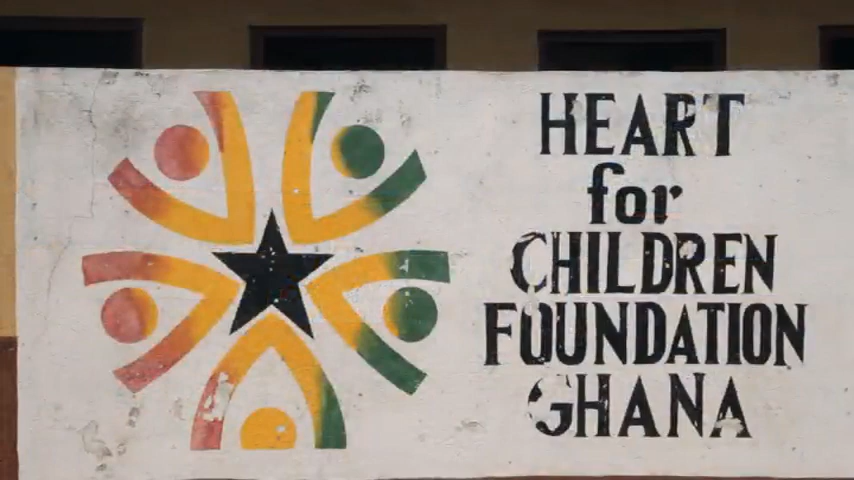 HEART
for
CHILDREN
FOUNDATION
GHANA